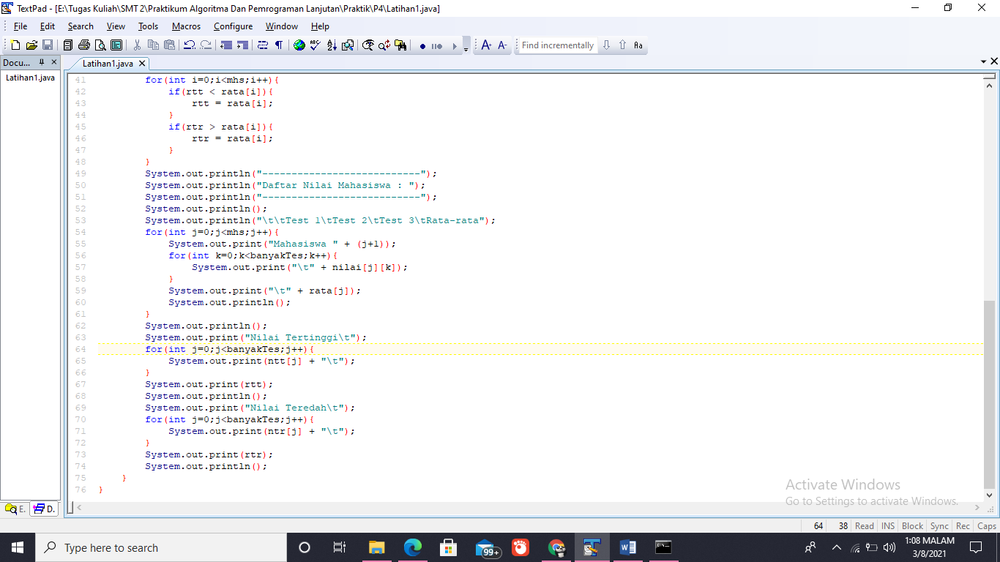 TextPad - [E:\Tugas Kuliah\SMT 2\Praktikum Algoritma Dan Pemrograman Lanjutan\Praktik\P4\Latihan1.java]
File Edit Search View Tools Macros Configure Window Help
Find incrementally
Docu...
Latihan1.java
Latihan1.java
41 for(int i=0;i<mhs;i++){
42 if(rtt < rata[i]){
43 rtt = rata[i];
44 }
45 if(rtr > rata[i]){
46 rtr = rata[i];
47 }
48 }
49 System.out.println("---------------------------");
50 System.out.println("Daftar Nilai Mahasiswa : ");
51 System.out.println("---------------------------");
52 System.out.println();
53 System.out.println("\t\tTest 1\tTest 2\tTest 3\tRata-rata");
54 for(int j=0;j<mhs;j++){
55 System.out.print("Mahasiswa " + (j+1));
56 for(int k=0;k<banyakTes;k++){
57 System.out.print("\t" + nilai[j][k]);
58 }
59 System.out.print("\t" + rata[j]);
60 System.out.println();
61 }
62 System.out.println();
63 System.out.print("Nilai Tertinggi\t");
64 for(int j=0;j<banyakTes;j++){
65 System.out.print(ntt[j] + "\t");
66 }
67 System.out.print(rtt);
68 System.out.println();
69 System.out.print("Nilai Teredah\t");
70 for(int j=0;j<banyakTes;j++){
71 System.out.print(ntr[j] + "\t");
72 }
73 System.out.print(rtr);
74 System.out.println();
75 }
76 }
Activate Windows
Go to Settings to activate Windows.
E. D.
64 38 Read INS Block Sync Rec Caps
Type here to search
99+
1:08 MALAM
3/8/2021